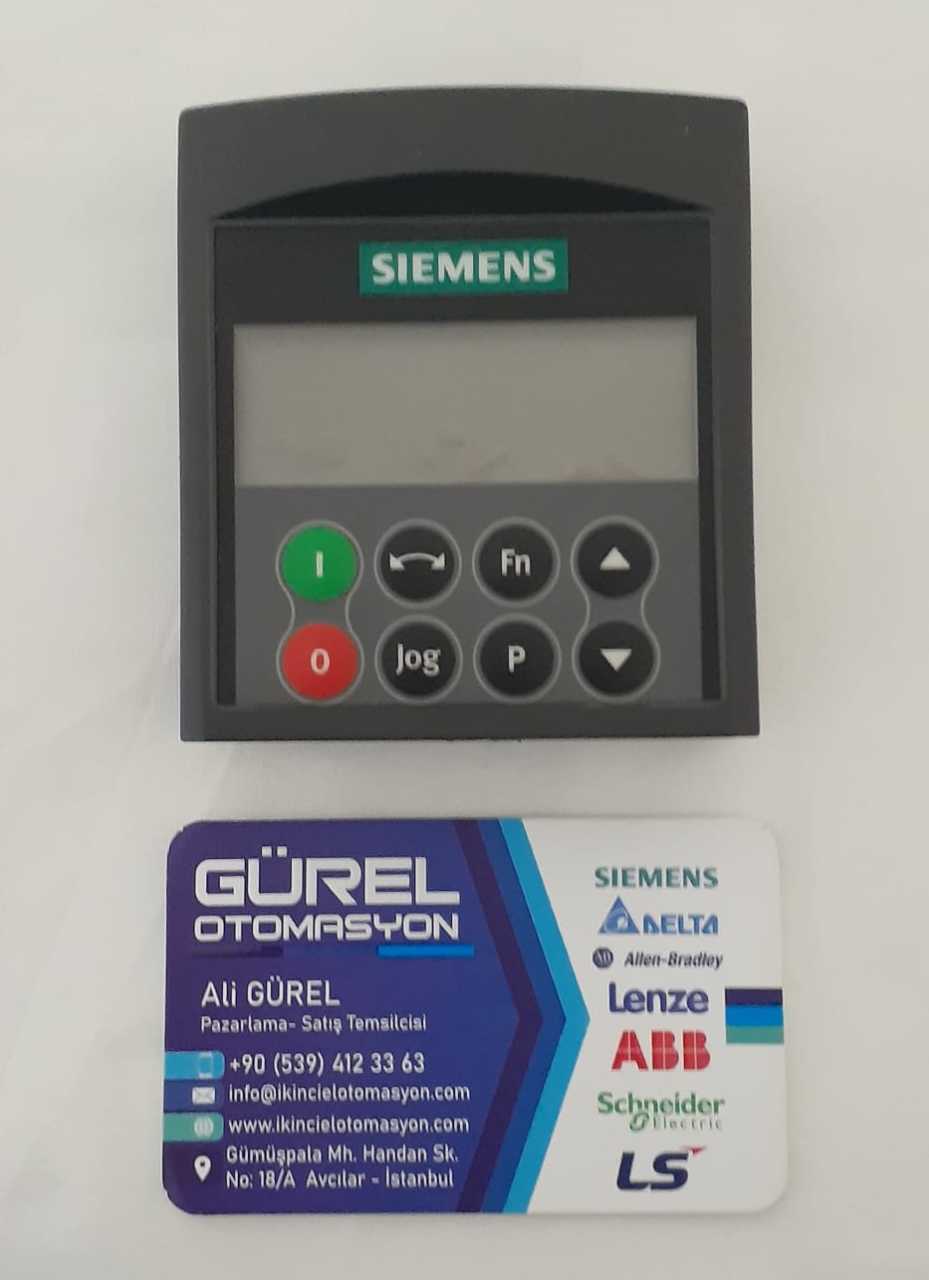 SIEMENS
I
Fn
0
Jog
P
GÜREL
OTOMASYON
Ali GÜREL
Pazarlama- Satış Temsilcisi
+90 (539) 412 33 63
info@ikincielotomasyon.com
www.ikincielotomasyon.com
Gümüşpala Mh. Handan Sk.
No: 18/A Avcılar - İstanbul
SIEMENS
DELTA
AB Allen-Bradley
Lenze
ABB
Schneider
Electric
LS